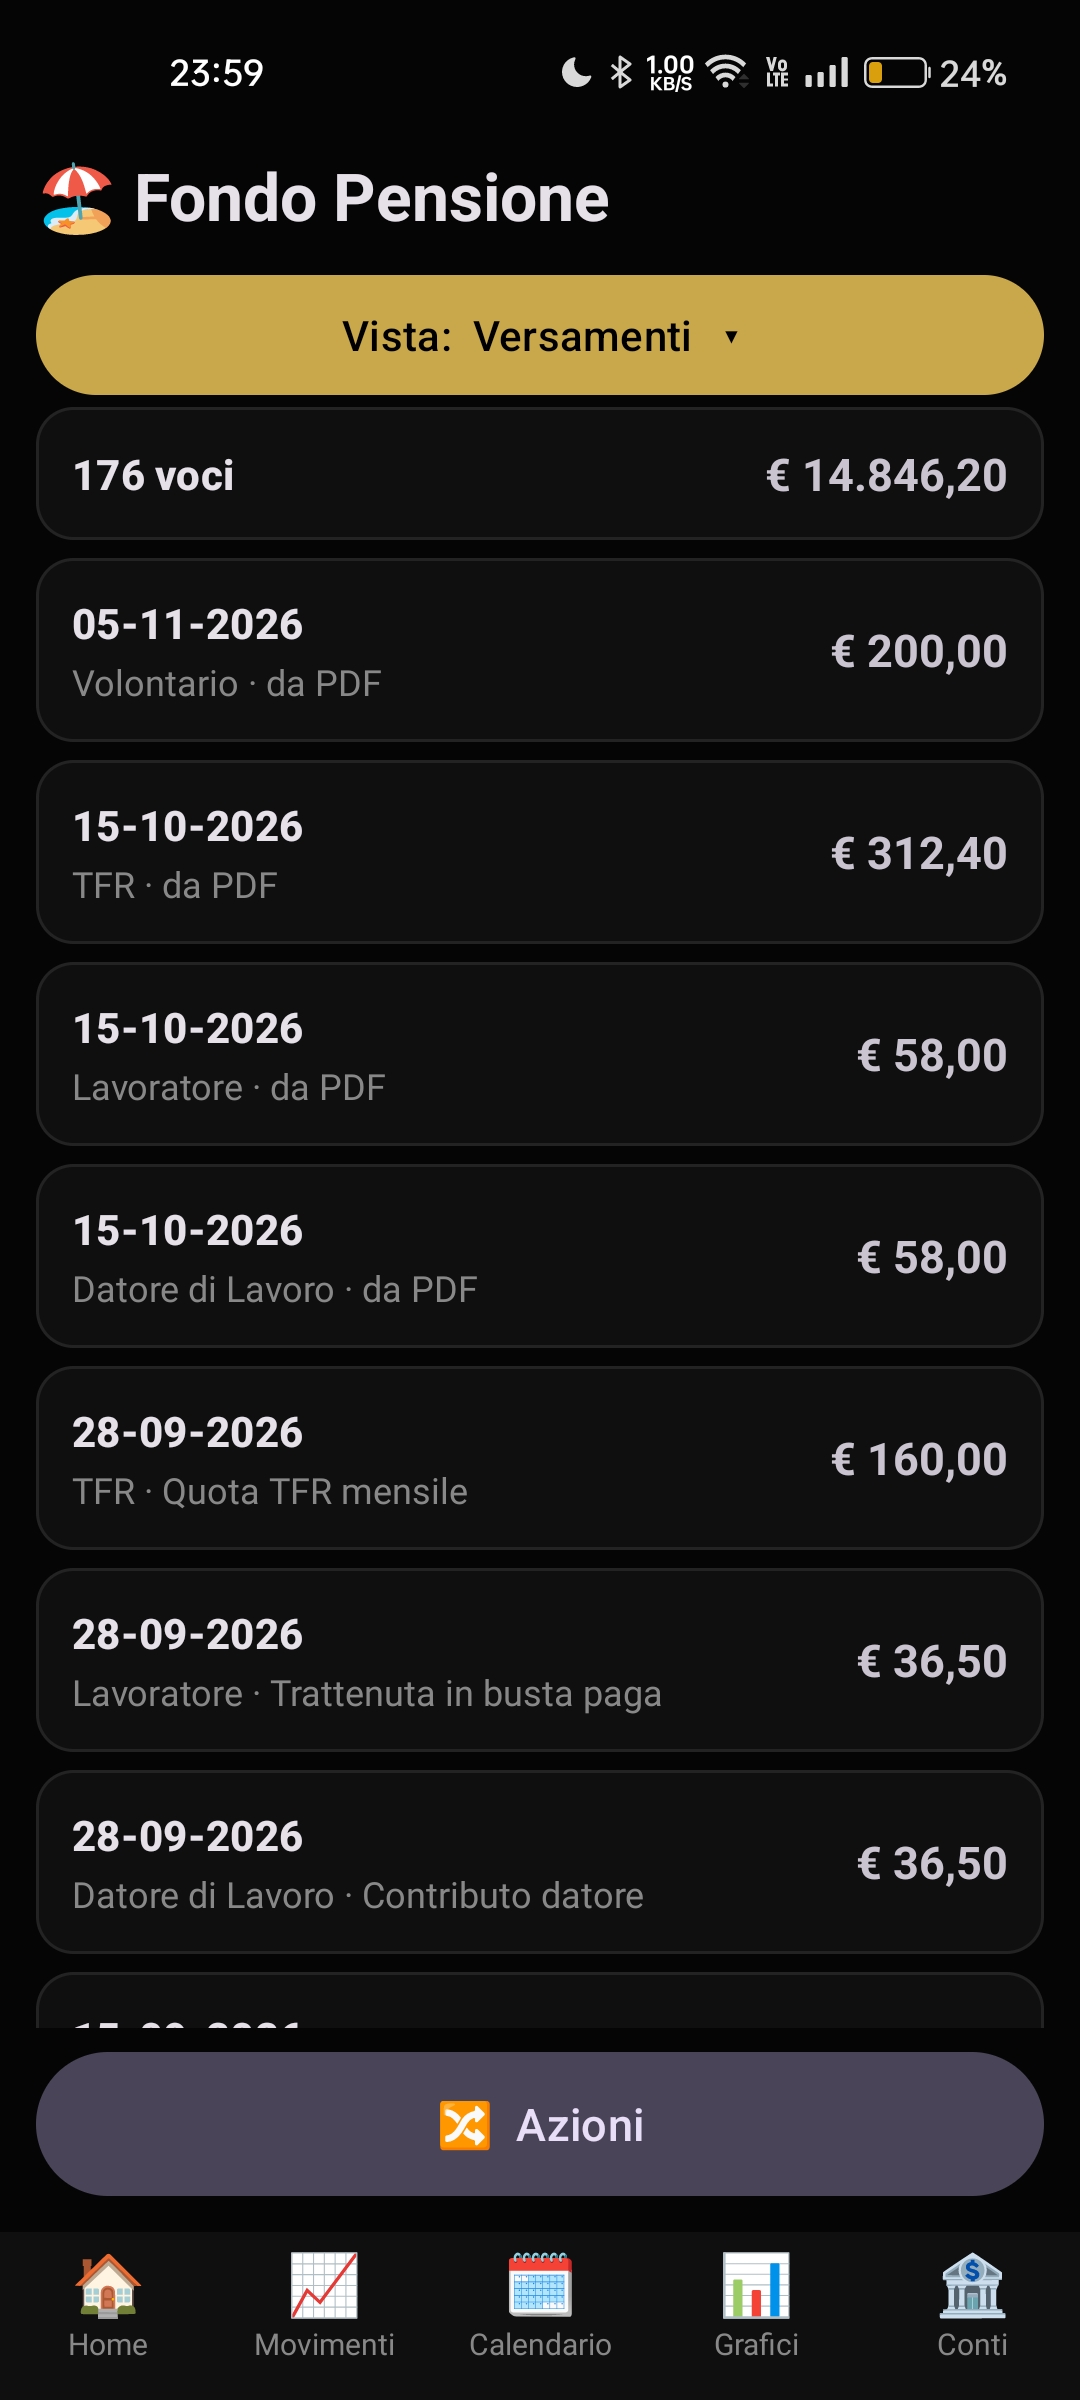 23:59
1.00 KB/S Vo LTE 24%
Fondo Pensione
Vista: Versamenti ▼
176 voci
€ 14.846,20
05-11-2026
Volontario · da PDF
€ 200,00
15-10-2026
TFR · da PDF
€ 312,40
15-10-2026
Lavoratore · da PDF
€ 58,00
15-10-2026
Datore di Lavoro · da PDF
€ 58,00
28-09-2026
TFR · Quota TFR mensile
€ 160,00
28-09-2026
Lavoratore · Trattenuta in busta paga
€ 36,50
28-09-2026
Datore di Lavoro · Contributo datore
€ 36,50
Azioni
Home
Movimenti
Calendario
Grafici
Conti